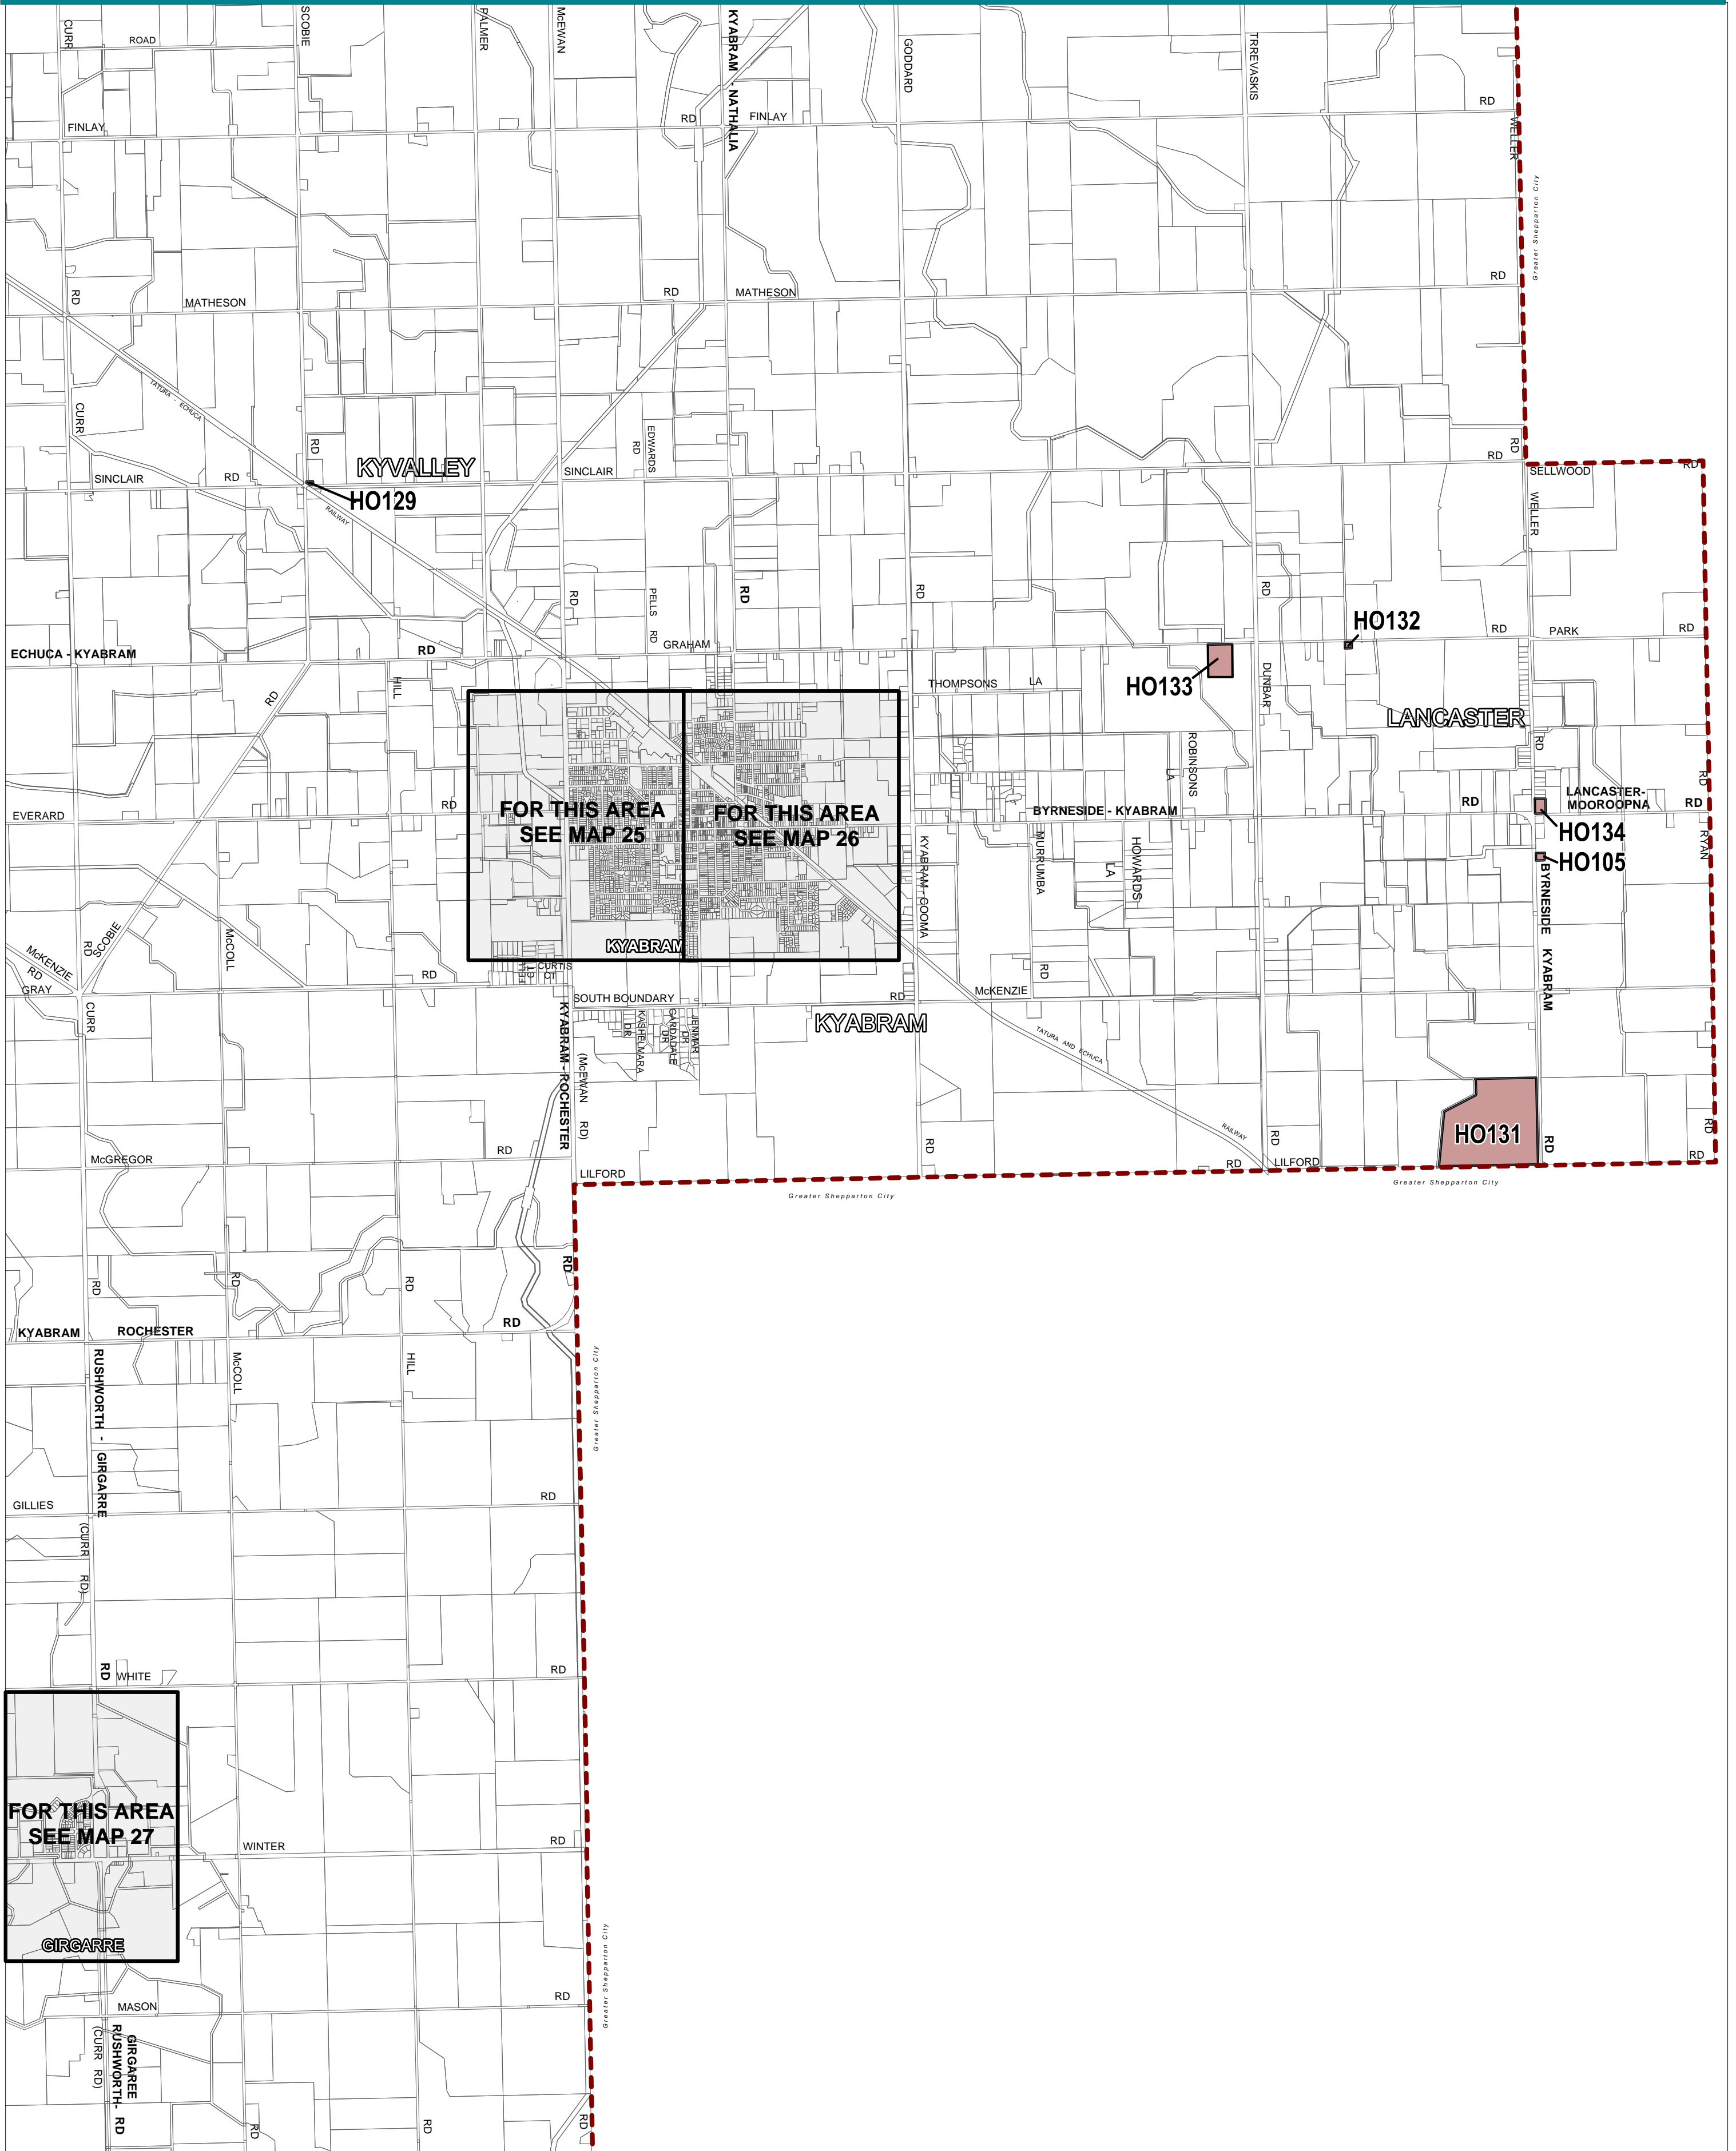 CURR
ROAD
SCOBIE
PALMER
McEWAN
KYABRAM - NATHALIA
GODDARD
TRREVASKIS
RD
WELLER
FINLAY
RD
FINLAY
Greater Shepparton City
RD
MATHESON
RD
MATHESON
RD
TATURA - ECHUCA
CURR
RD
KYVALLEY
RD
EDWARDS
RD
RD
SINCLAIR
RD
SINCLAIR
SELLWOOD
RD
HO129
RAILWAY
WELLER
RD
PELLS
RD
RD
RD
RD
HO132
RD
PARK
RD
ECHUCA - KYABRAM
RD
GRAHAM
HILL
RD
THOMPSONS
LA
HO133
DUNBAR
LANCASTER
RD
ROBINSONS
LA
RD
EVERARD
RD
FOR THIS AREA
SEE MAP 25
FOR THIS AREA
SEE MAP 26
BYRNESIDE - KYABRAM
RD
LANCASTER-
MOOROOPNA
RD
HO134
RYAN
HO105
KYABRAM - COOMA
MURRUMBA
HOWARDS
LA
BYRNESIDE KYABRAM
McCOLL
SCOBIE
RD
McKENZIE
RD
GRAY
KYABRAM
RD
CURTIS
CT
RD
SOUTH BOUNDARY
RD
McKENZIE
CURR
KYABRAM - ROCHESTER
(McEWAN RD)
KASHELMARA
DR
GARDADALE
DR
JENMAR
DR
KYABRAM
TATURA AND ECHUCA
RAILWAY
HO131
RD
RD
McGREGOR
RD
LILFORD
RD
RD
RD
LILFORD
RD
Greater Shepparton City
Greater Shepparton City
RD
RD
RD
RD
KYABRAM
ROCHESTER
RD
RUSHWORTH - GIRGARRE
McCOLL
HILL
Greater Shepparton City
GILLIES
RD
(CURR RD)
RD
WHITE
RD
FOR THIS AREA
SEE MAP 27
WINTER
RD
GIRGARRE
Greater Shepparton City
MASON
RD
(CURR RD)
GIRGAREE
RUSHWORTH- RD
RD
RD
RD